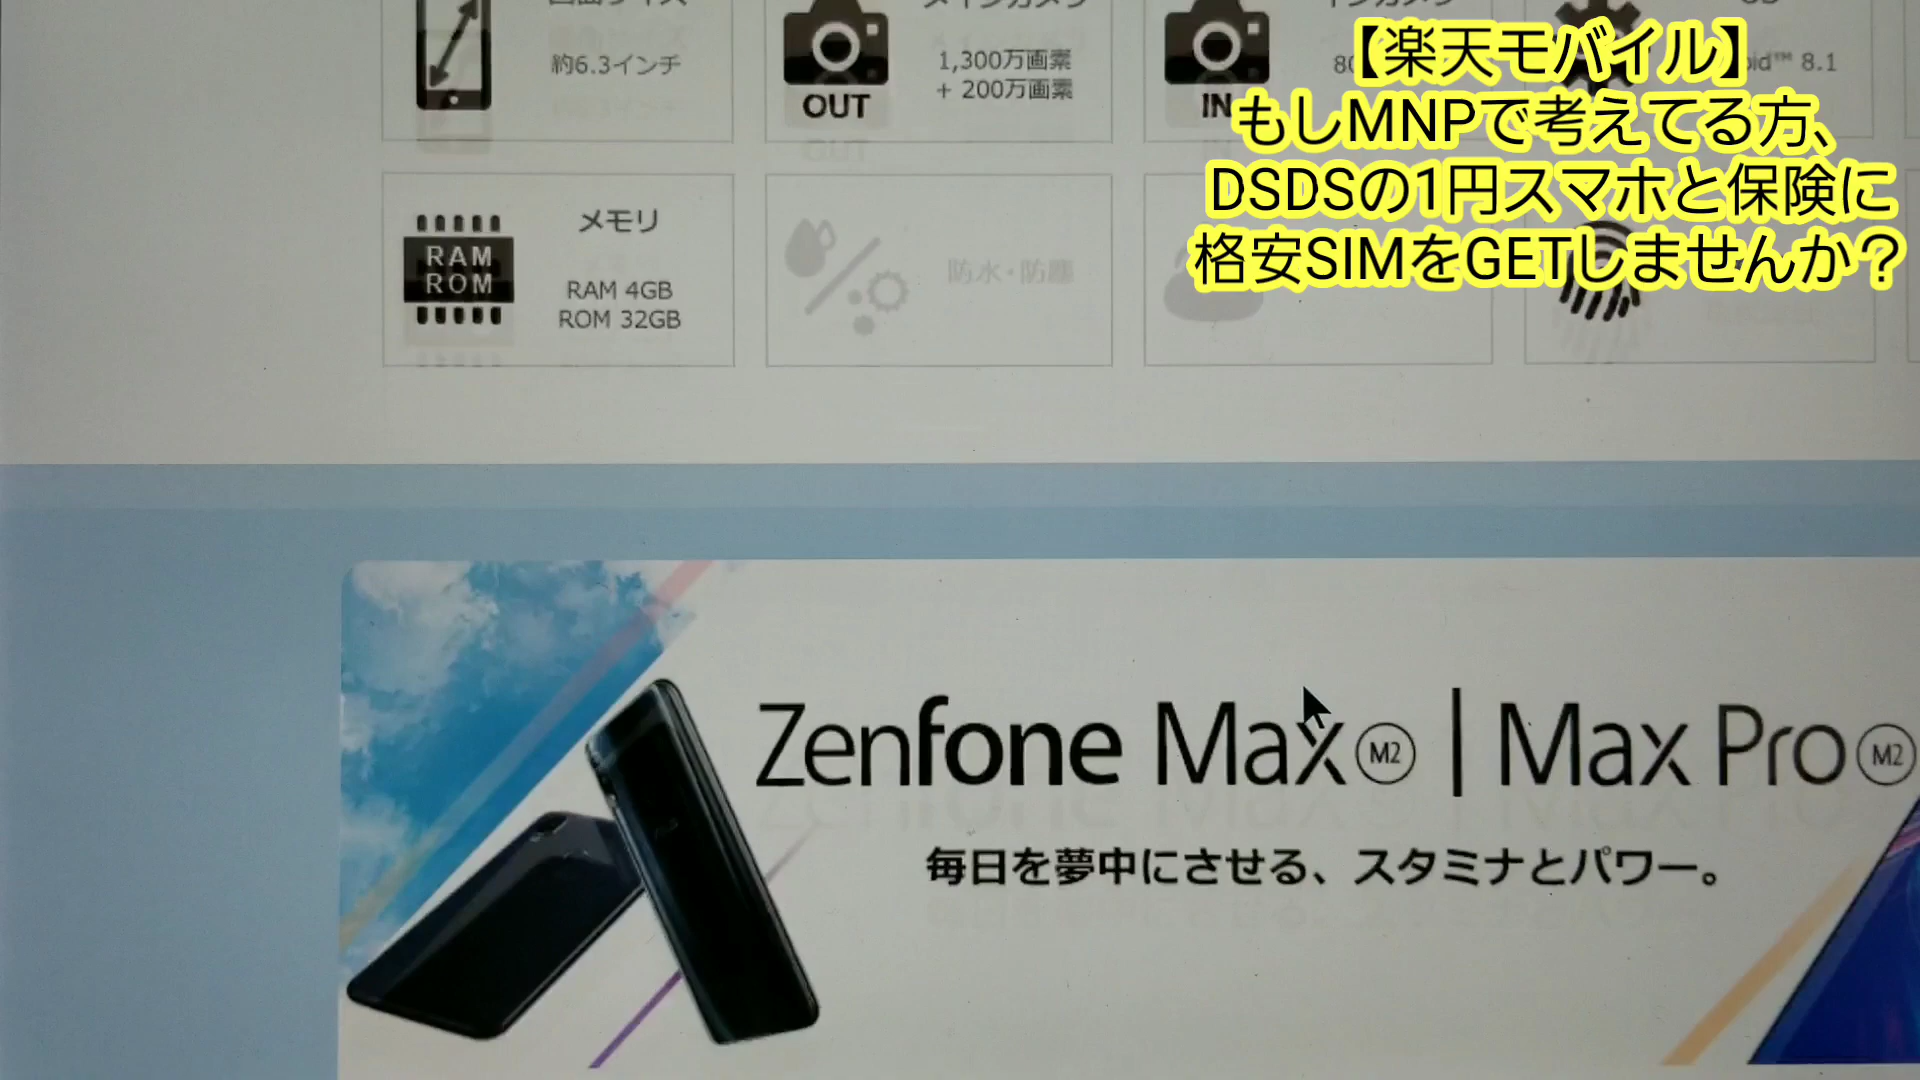 約6.3インチ
1,300万画素
+ 200万画素
OUT
IN
8.1
【楽天モバイル】
もしMNPで考えてる方、
DSDSの1円スマホと保険に
格安SIMをGETしませんか？
メモリ
RAM
ROM
RAM 4GB
ROM 32GB
防水・防塵
Zenfone Max M2 | Max Pro M2
毎日を夢中にさせる、スタミナとパワー。